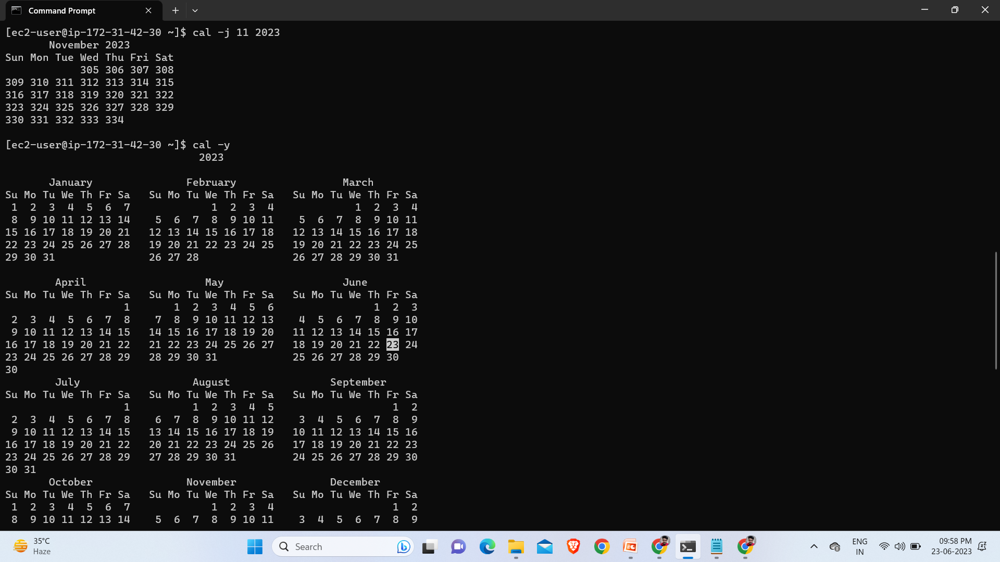 Command Prompt
[ec2-user@ip-172-31-42-30 ~]$ cal -j 11 2023
       November 2023
Sun Mon Tue Wed Thu Fri Sat
            305 306 307 308
309 310 311 312 313 314 315
316 317 318 319 320 321 322
323 324 325 326 327 328 329
330 331 332 333 334
[ec2-user@ip-172-31-42-30 ~]$ cal -y
                               2023
       January               February                 March
Su Mo Tu We Th Fr Sa   Su Mo Tu We Th Fr Sa   Su Mo Tu We Th Fr Sa
 1  2  3  4  5  6  7             1  2  3  4             1  2  3  4
 8  9 10 11 12 13 14    5  6  7  8  9 10 11    5  6  7  8  9 10 11
15 16 17 18 19 20 21   12 13 14 15 16 17 18   12 13 14 15 16 17 18
22 23 24 25 26 27 28   19 20 21 22 23 24 25   19 20 21 22 23 24 25
29 30 31               26 27 28               26 27 28 29 30 31
        April                   May                   June
Su Mo Tu We Th Fr Sa   Su Mo Tu We Th Fr Sa   Su Mo Tu We Th Fr Sa
                   1       1  2  3  4  5  6                1  2  3
 2  3  4  5  6  7  8    7  8  9 10 11 12 13    4  5  6  7  8  9 10
 9 10 11 12 13 14 15   14 15 16 17 18 19 20   11 12 13 14 15 16 17
16 17 18 19 20 21 22   21 22 23 24 25 26 27   18 19 20 21 22 23 24
23 24 25 26 27 28 29   28 29 30 31            25 26 27 28 29 30
30
        July                  August                September
Su Mo Tu We Th Fr Sa   Su Mo Tu We Th Fr Sa   Su Mo Tu We Th Fr Sa
                   1          1  2  3  4  5                   1  2
 2  3  4  5  6  7  8    6  7  8  9 10 11 12    3  4  5  6  7  8  9
 9 10 11 12 13 14 15   13 14 15 16 17 18 19   10 11 12 13 14 15 16
16 17 18 19 20 21 22   20 21 22 23 24 25 26   17 18 19 20 21 22 23
23 24 25 26 27 28 29   27 28 29 30 31         24 25 26 27 28 29 30
30 31
       October               November               December
Su Mo Tu We Th Fr Sa   Su Mo Tu We Th Fr Sa   Su Mo Tu We Th Fr Sa
 1  2  3  4  5  6  7             1  2  3  4                   1  2
 8  9 10 11 12 13 14    5  6  7  8  9 10 11    3  4  5  6  7  8  9
35°C
Haze
Search
ENG
IN
09:58 PM
23-06-2023